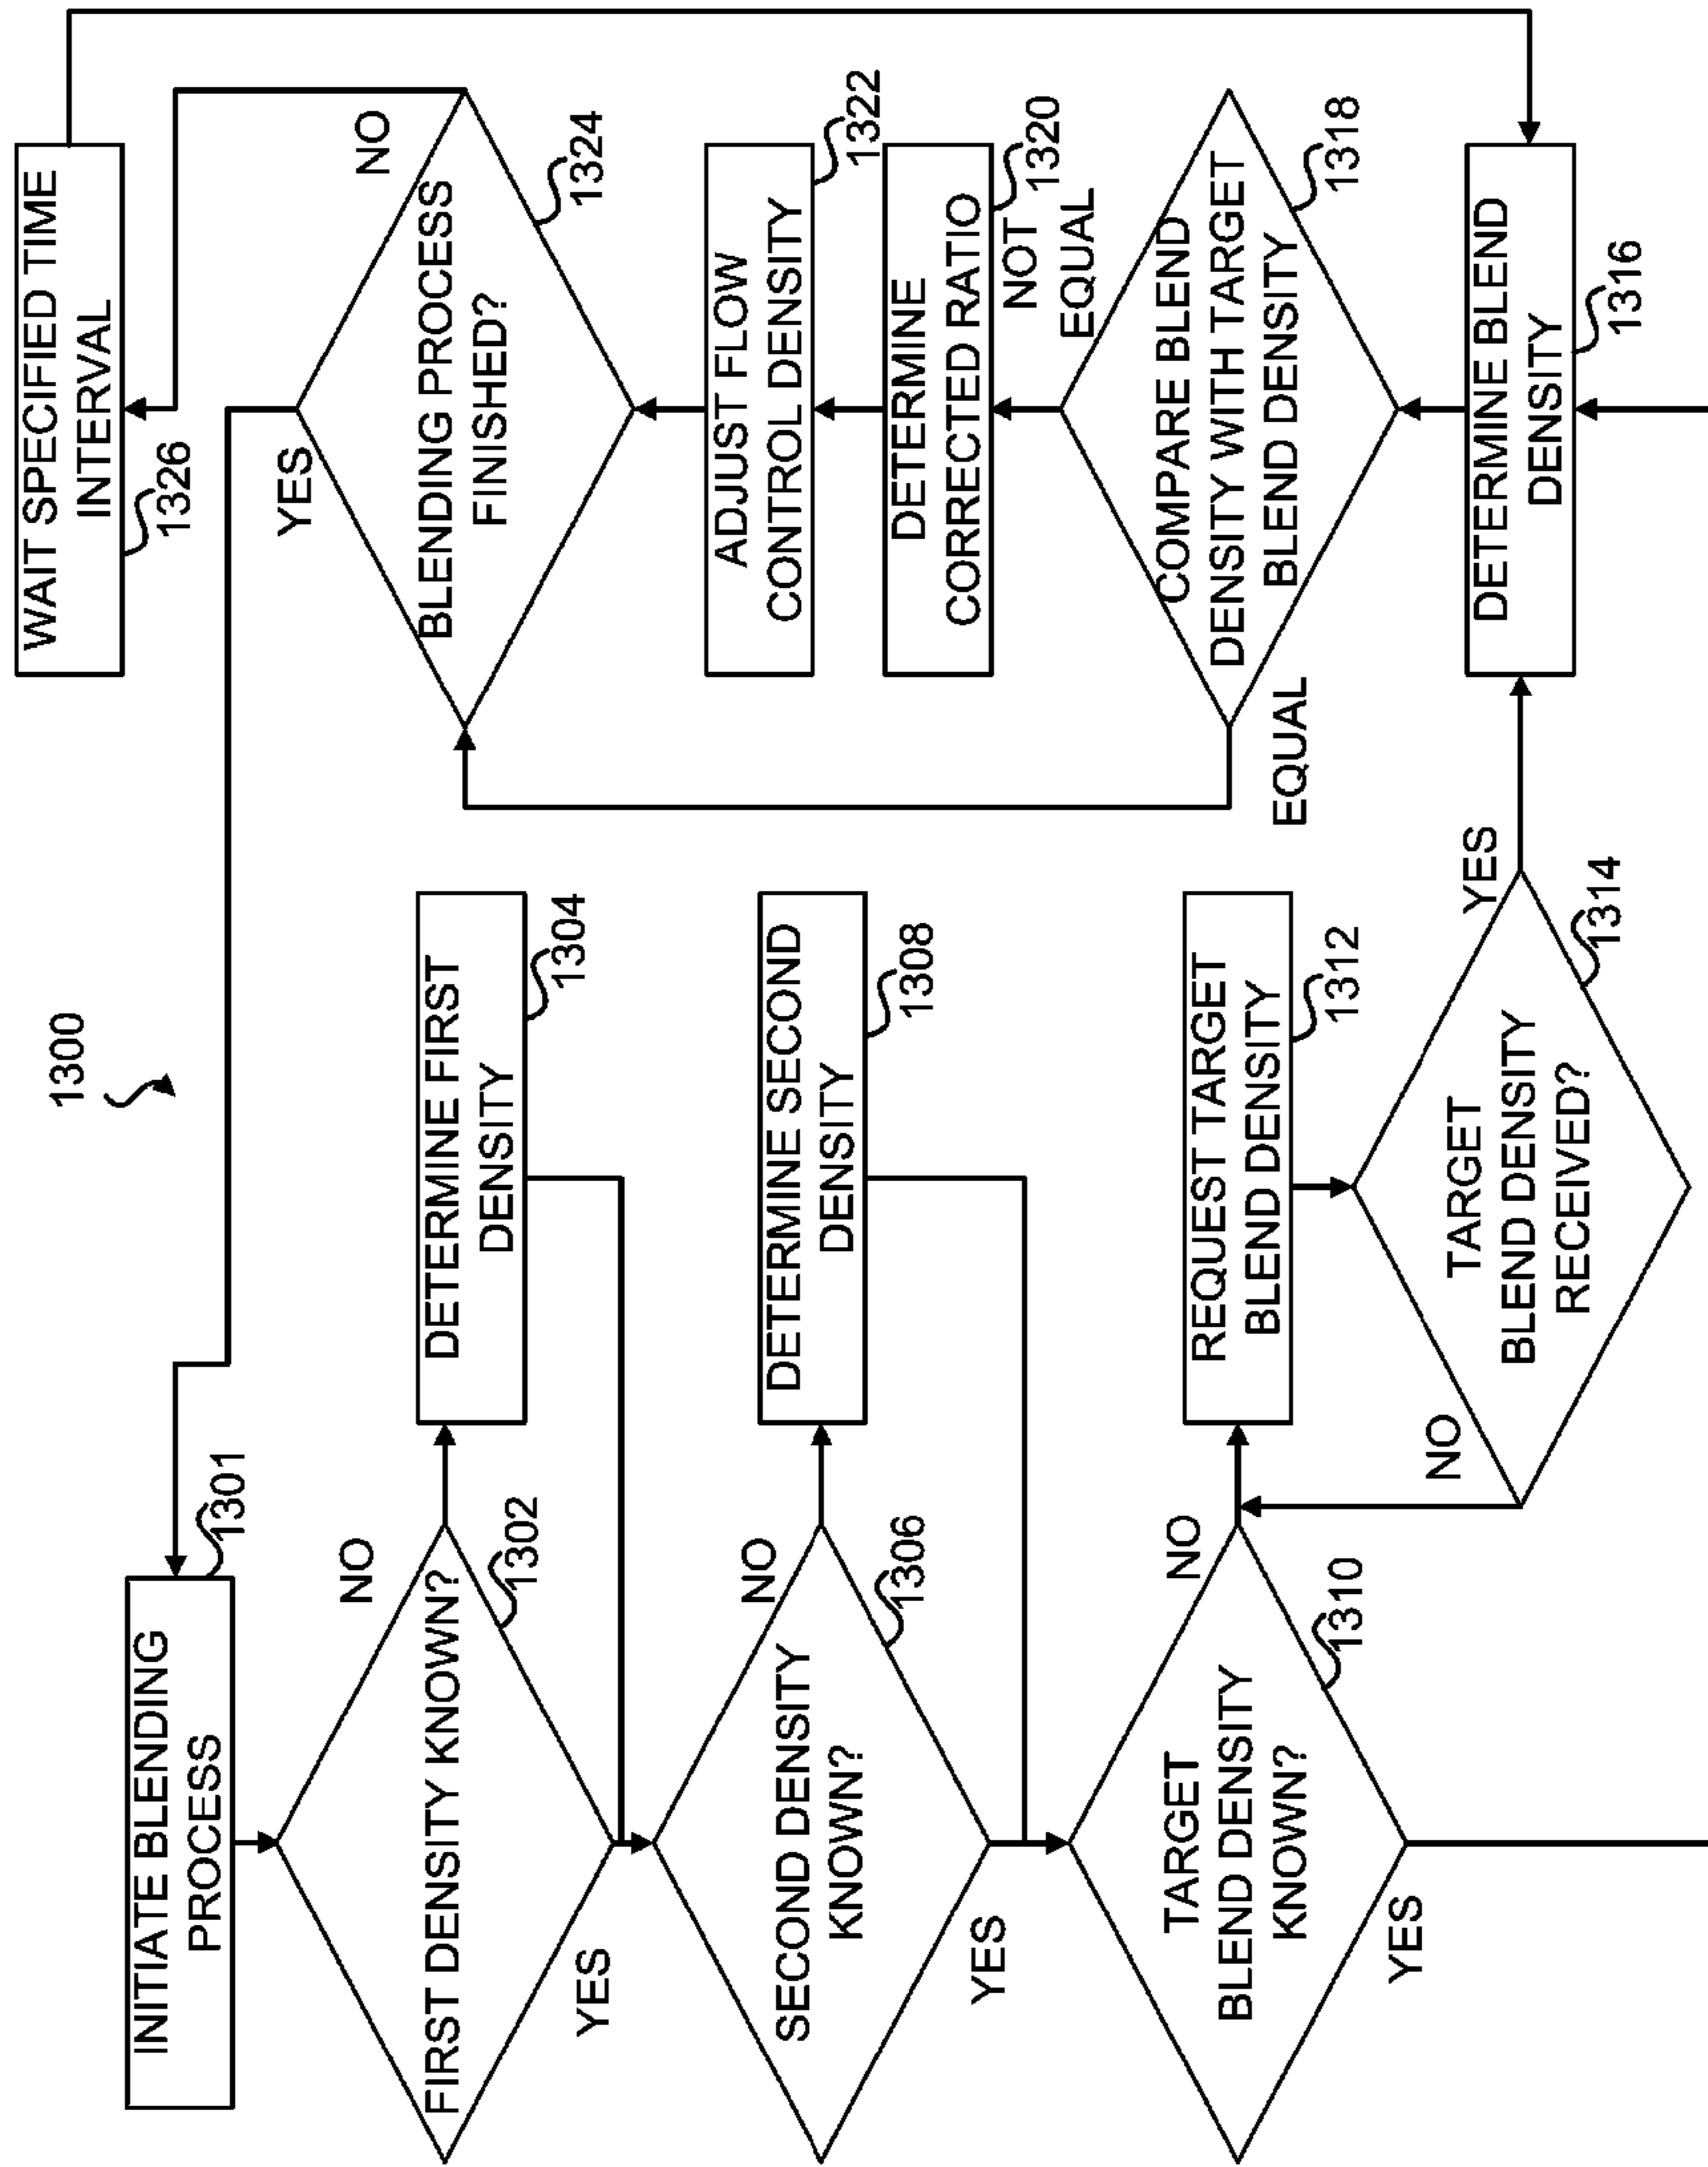 1300
INITIATE BLENDING
PROCESS
1301
FIRST DENSITY KNOWN?
1302
NO
YES
DETERMINE FIRST
DENSITY
1304
SECOND DENSITY
KNOWN?
1306
NO
YES
DETERMINE SECOND
DENSITY
1308
TARGET
BLEND DENSITY
KNOWN?
1310
NO
YES
REQUEST TARGET
BLEND DENSITY
1312
TARGET
BLEND DENSITY
RECEIVED?
1314
NO
YES
WAIT SPECIFIED TIME
INTERVAL
1326
NO
YES
BLENDING PROCESS
FINISHED?
1324
ADJUST FLOW
CONTROL DENSITY
1322
DETERMINE
CORRECTED RATIO
1320
NOT
EQUAL
COMPARE BLEND
DENSITY WITH TARGET
BLEND DENSITY
1318
EQUAL
DETERMINE BLEND
DENSITY
1316